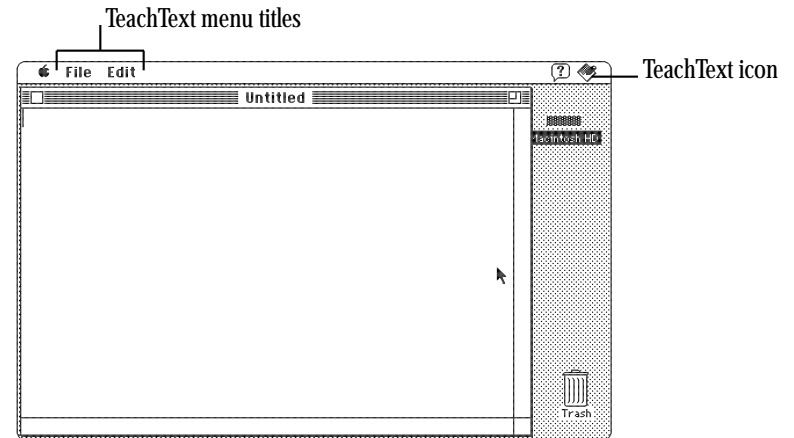 TeachText menu titles
File Edit
?
TeachText icon
Untitled
Macintosh HD
Trash